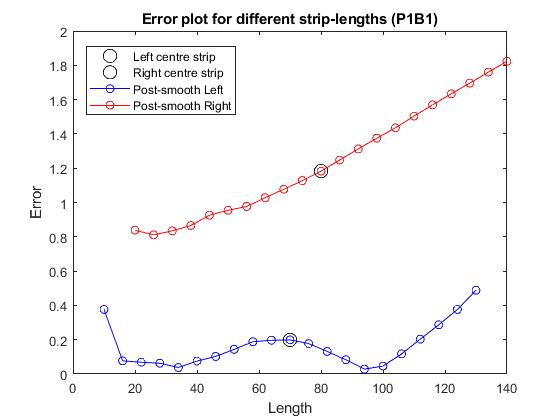 Error plot for different strip-lengths (P1B1)
2
1.8
1.6
1.4
1.2
1
0.8
0.6
0.4
0.2
0
Error
Left centre strip
Right centre strip
Post-smooth Left
Post-smooth Right
0 20 40 60 80 100 120 140
Length